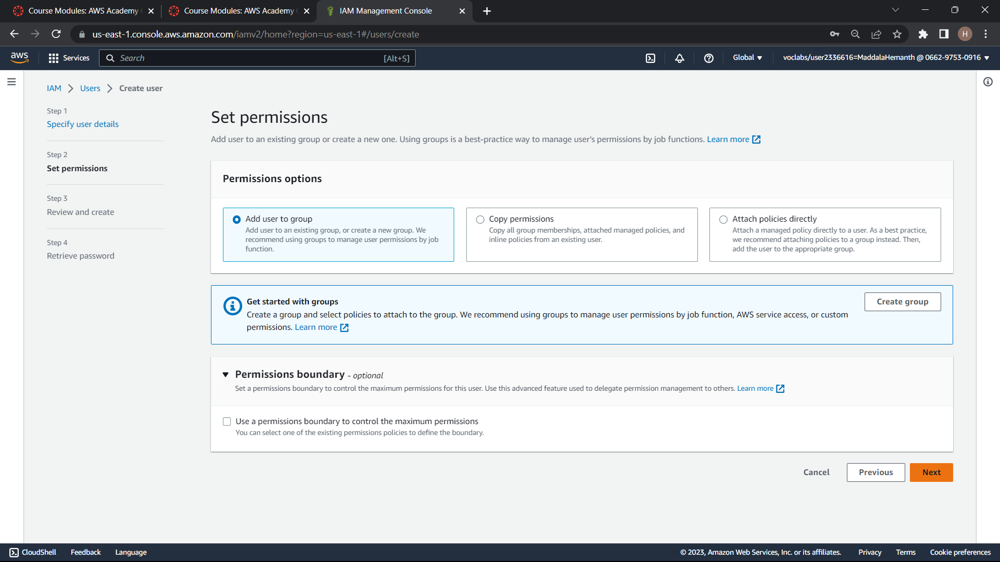 Course Modules: AWS Academy
Course Modules: AWS Academy
IAM Management Console
us-east-1.console.aws.amazon.com/iamv2/home?region=us-east-1#/users/create
H
aws
Services
Search
[Alt+S]
Global
voclabs/user2336616=MaddalaHemanth @ 0662-9753-0916
IAM
Users
Create user
Step 1
Specify user details
Step 2
Set permissions
Step 3
Review and create
Step 4
Retrieve password
Set permissions
Add user to an existing group or create a new one. Using groups is a best-practice way to manage user's permissions by job functions. Learn more
Permissions options
Add user to group
Add user to an existing group, or create a new group. We
recommend using groups to manage user permissions by job
function.
Copy permissions
Copy all group memberships, attached managed policies, and
inline policies from an existing user.
Attach policies directly
Attach a managed policy directly to a user. As a best practice,
we recommend attaching policies to a group instead. Then,
add the user to the appropriate group.
Get started with groups
Create a group and select policies to attach to the group. We recommend using groups to manage user permissions by job function, AWS service access, or custom
permissions. Learn more
Create group
Permissions boundary - optional
Set a permissions boundary to control the maximum permissions for this user. Use this advanced feature used to delegate permission management to others. Learn more
Use a permissions boundary to control the maximum permissions
You can select one of the existing permissions policies to define the boundary.
Cancel
Previous
Next
CloudShell
Feedback
Language
© 2023, Amazon Web Services, Inc. or its affiliates.
Privacy
Terms
Cookie preferences